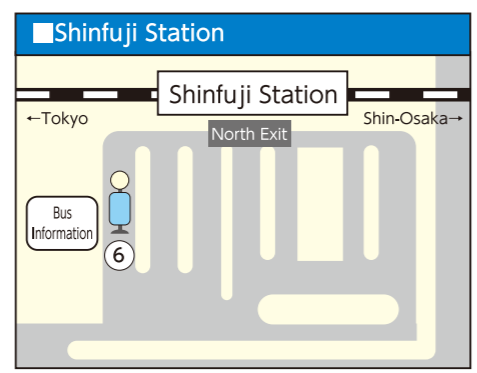 ■Shinfuji Station
Shinfuji Station
←Tokyo
Shin-Osaka→
North Exit
Bus
Information
6